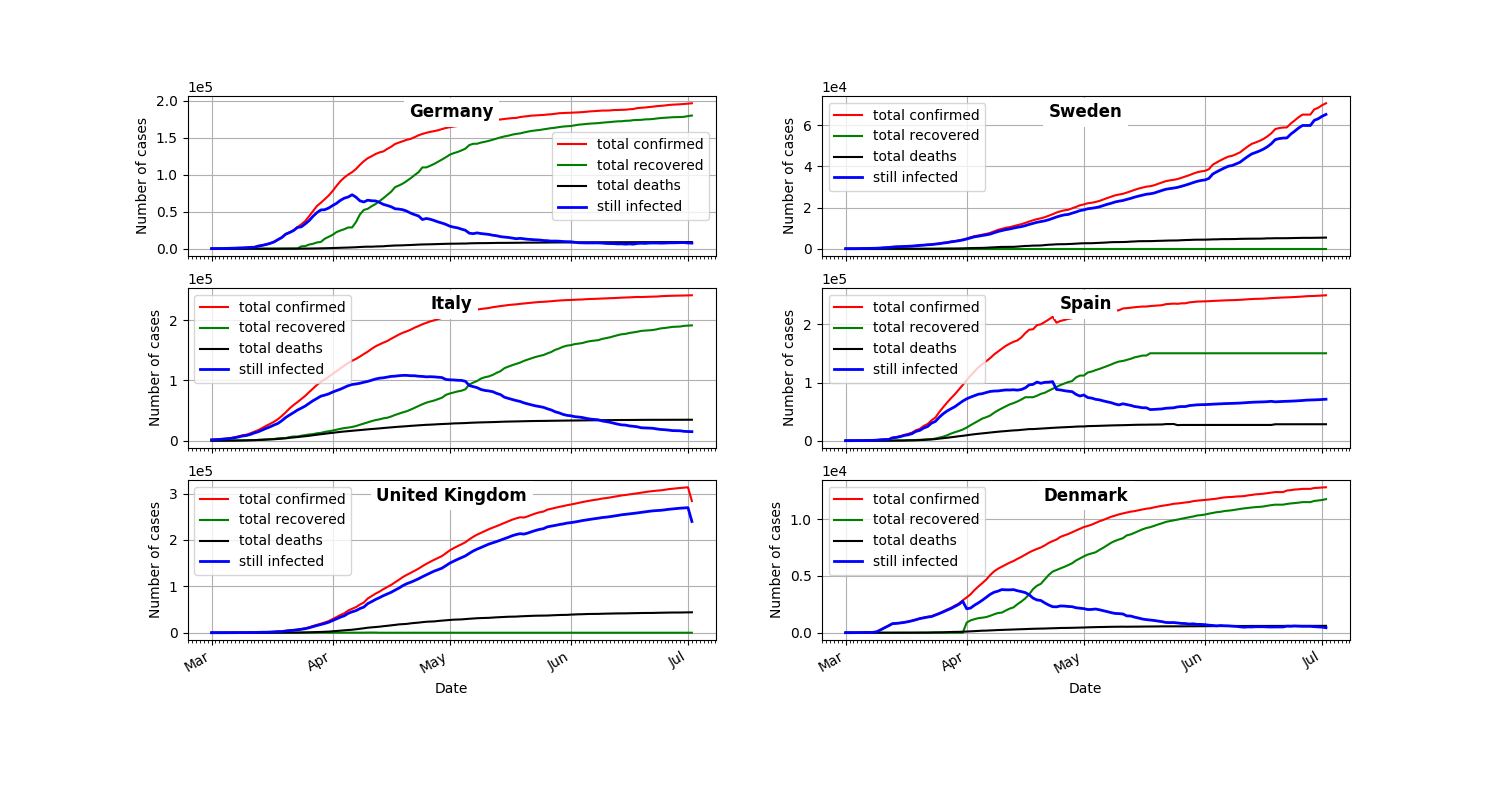 1e5
Germany
Number of cases
2.0
1.5
1.0
0.5
0.0
total confirmed
total recovered
total deaths
still infected
1e4
Sweden
Number of cases
6
4
2
0
total confirmed
total recovered
total deaths
still infected
1e5
Italy
Number of cases
2
1
0
total confirmed
total recovered
total deaths
still infected
1e5
Spain
Number of cases
2
1
0
total confirmed
total recovered
total deaths
still infected
1e5
United Kingdom
Number of cases
3
2
1
0
total confirmed
total recovered
total deaths
still infected
Mar Apr May Jun Jul
Date
1e4
Denmark
Number of cases
1.0
0.5
0.0
total confirmed
total recovered
total deaths
still infected
Mar Apr May Jun Jul
Date